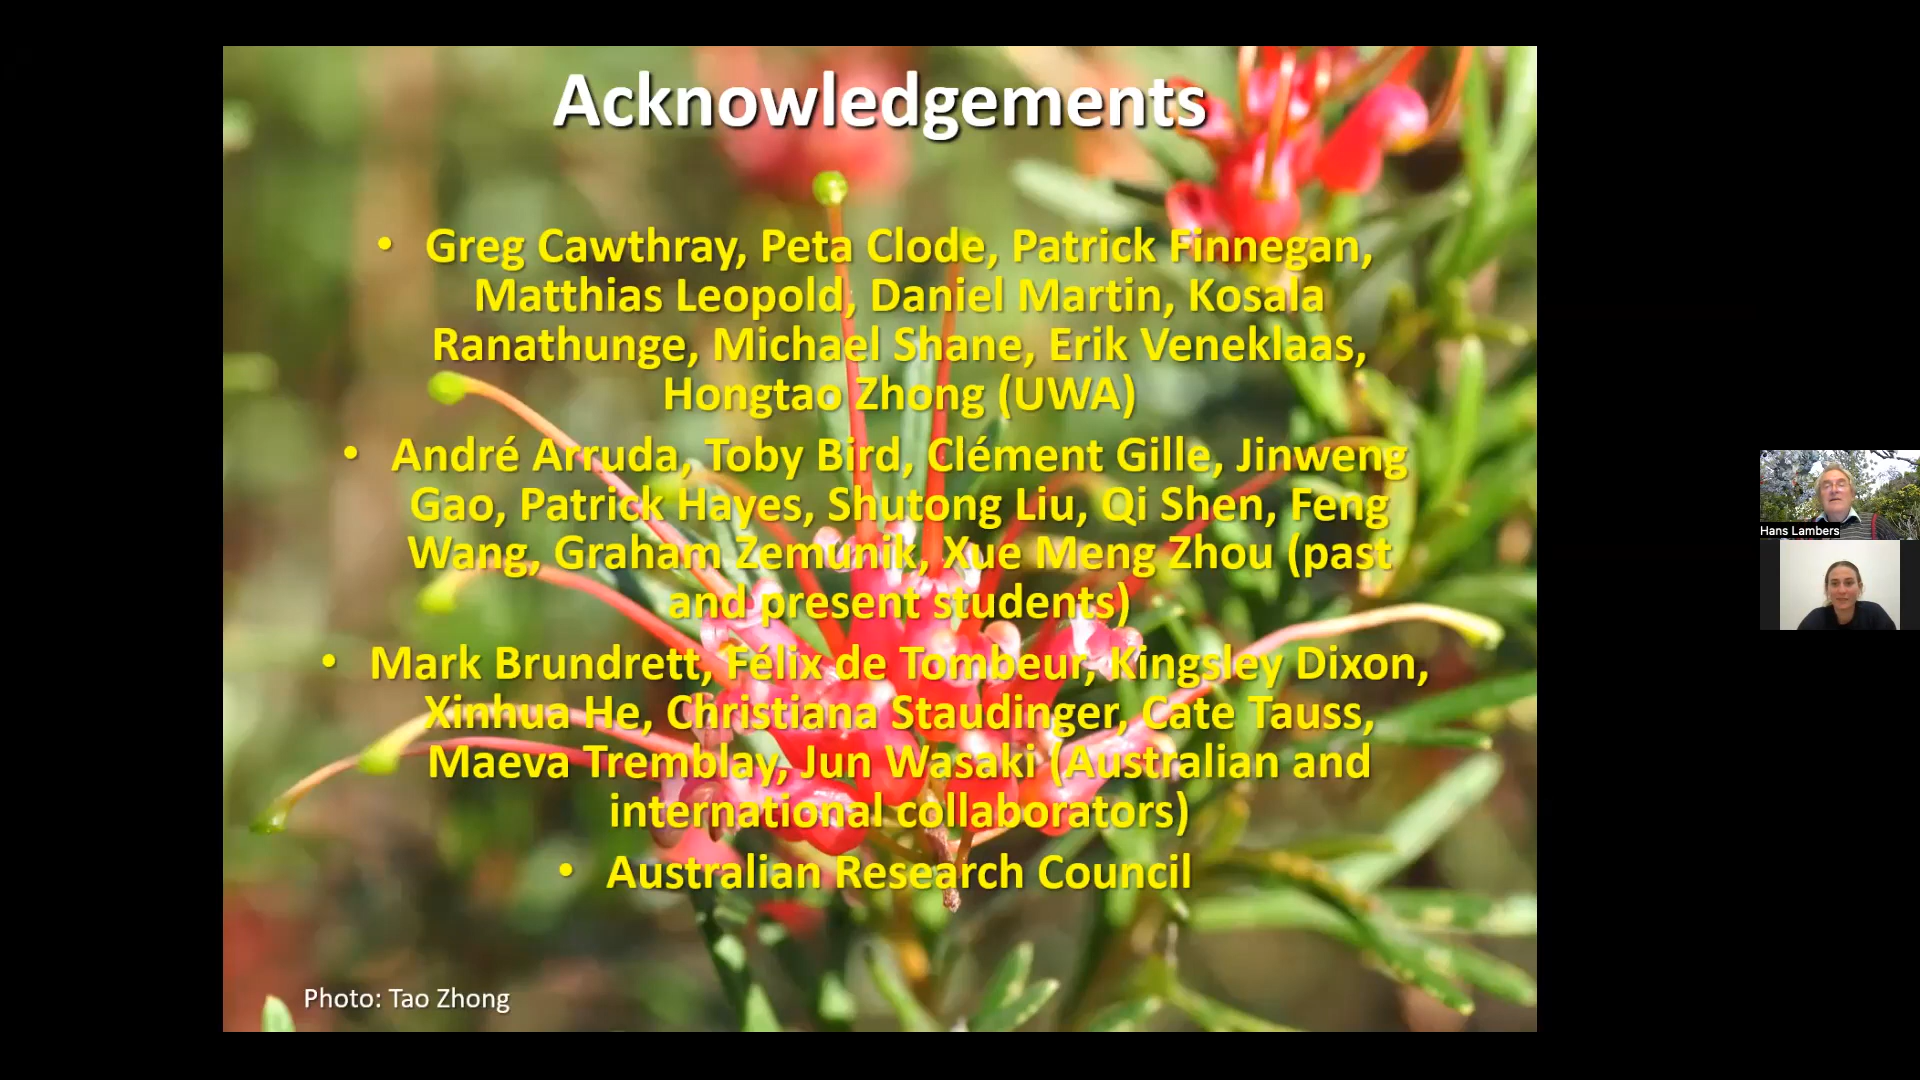 Acknowledgements
• Greg Cawthray, Peta Clode, Patrick Finnegan,
Matthias Leopold, Daniel Martin, Kosala
Ranathunge, Michael Shane, Erik Veneklaas,
Hongtao Zhong (UWA)
• André Arruda, Toby Bird, Clément Gille, Jinweng
Gao, Patrick Hayes, Shutong Liu, Qi Shen, Feng
Wang, Graham Zemunik, Xue Meng Zhou (past
and present students)
• Mark Brundrett, Félix de Tombeur, Kingsley Dixon,
Xinhua He, Christiana Staudinger, Cate Tauss,
Maeva Tremblay, Jun Wasaki (Australian and
international collaborators)
• Australian Research Council
Photo: Tao Zhong
Hans Lambers